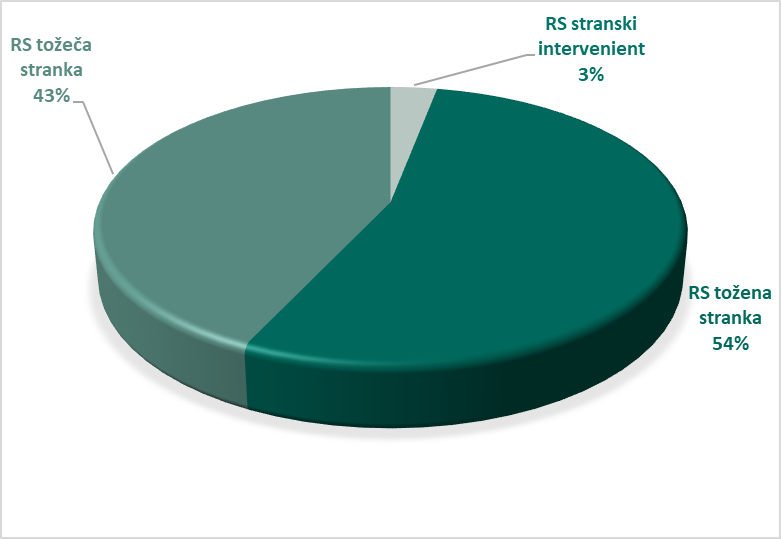 RS tožeča
stranka
43%
RS stranski
intervenient
3%
RS tožena
stranka
54%